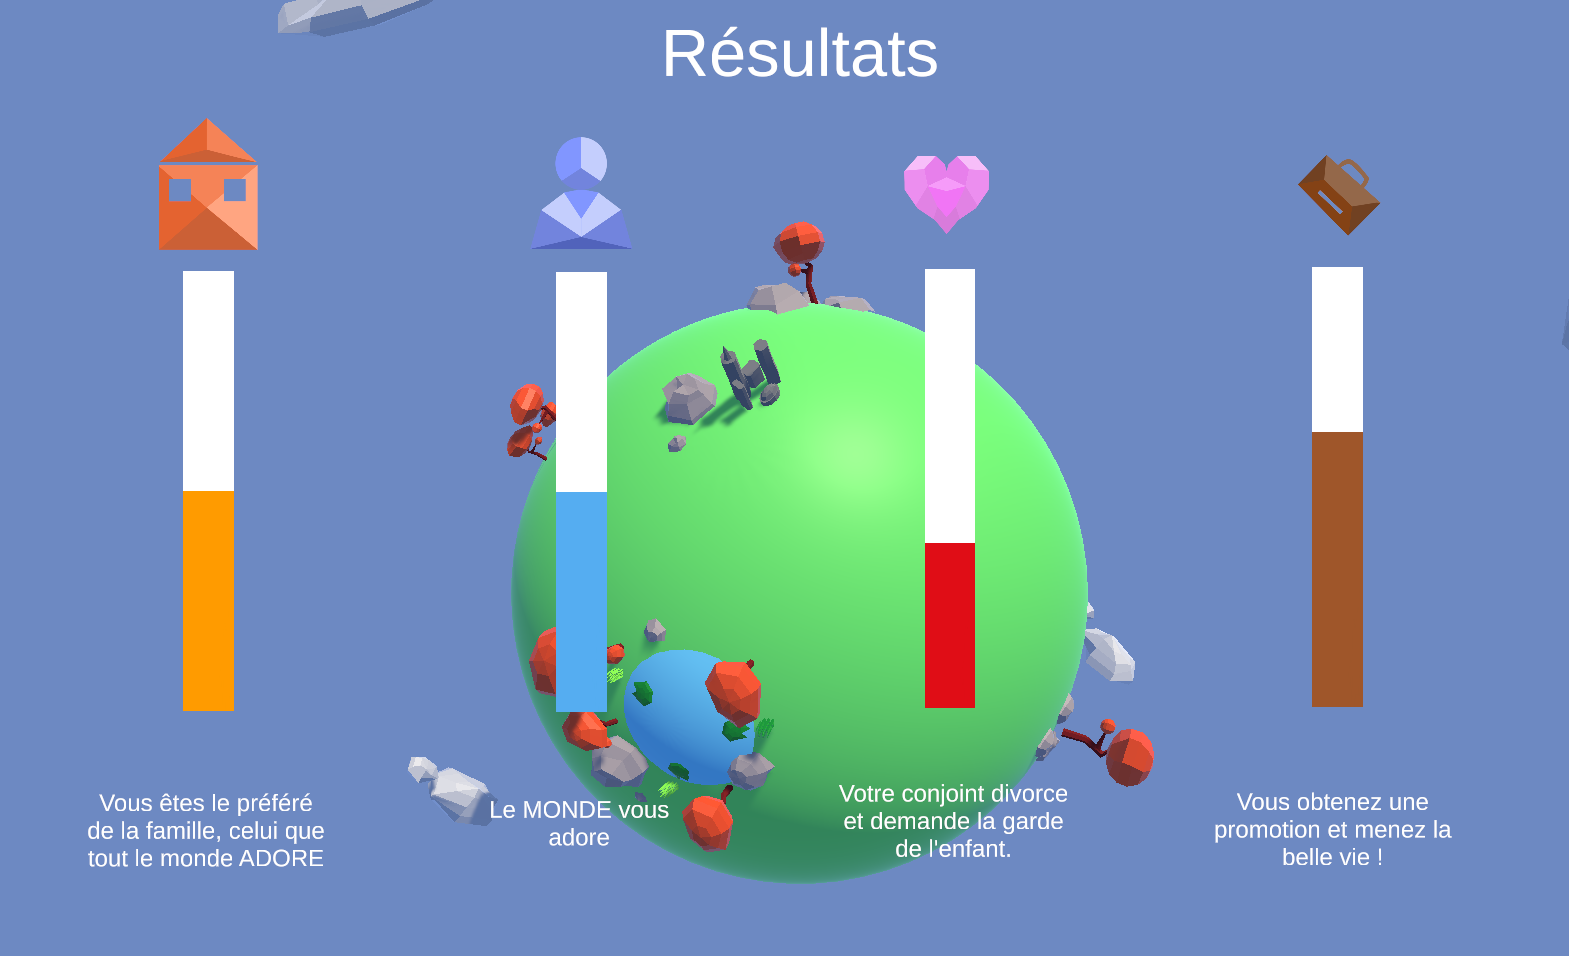 Résultats
Vous êtes le préféré
de la famille, celui que
tout le monde ADORE
Le MONDE vous
adore
Votre conjoint divorce
et demande la garde
de l'enfant.
Vous obtenez une
promotion et menez la
belle vie !